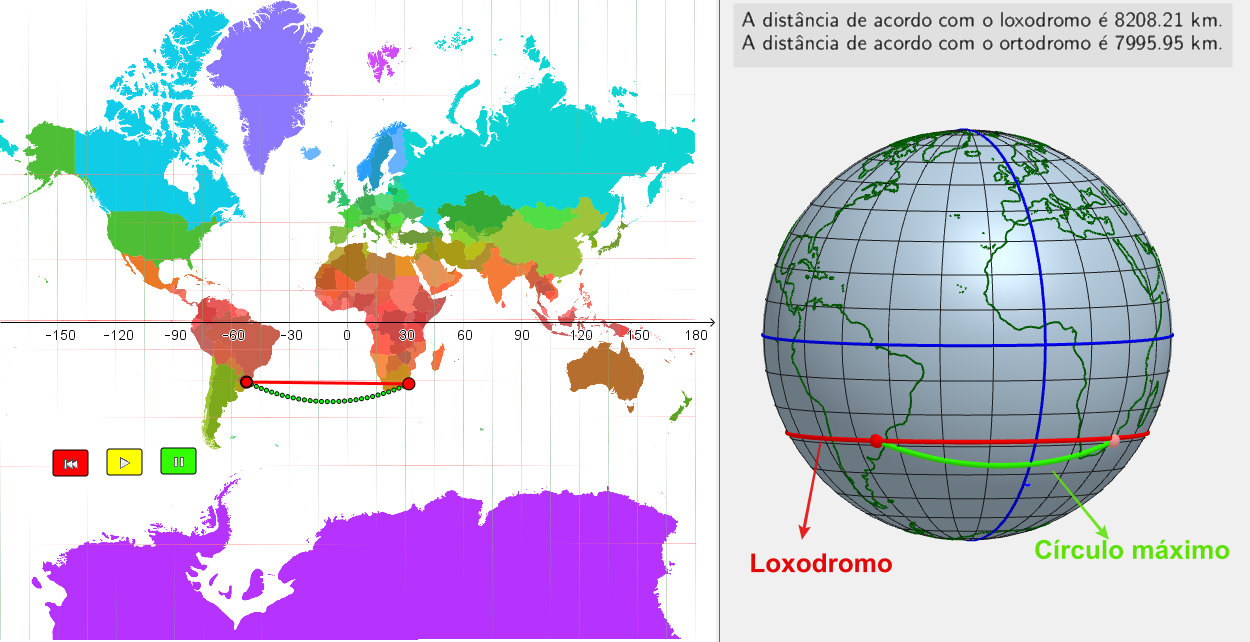 -150 -120 -90 -60 -30 0 30 60 90 120 150 180
A distância de acordo com o loxodromo é 8208.21 km.
A distância de acordo com o ortodromo é 7995.95 km.
Loxodromo
Círculo máximo